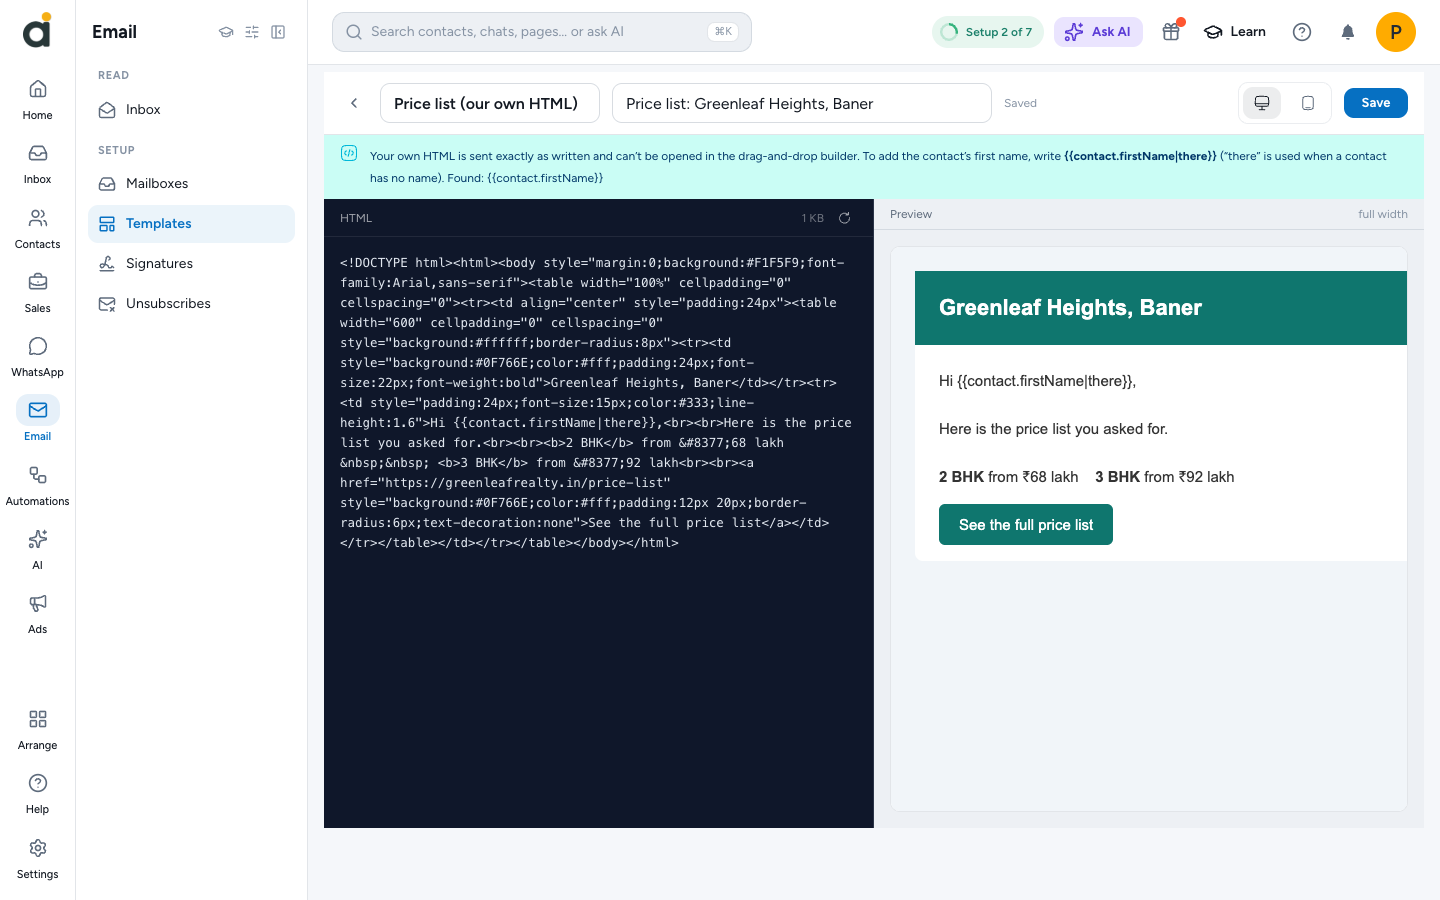 Email
Search contacts, chats, pages... or ask AI
⌘K
Setup 2 of 7
Ask AI
Learn
P
Home
Inbox
Contacts
Sales
WhatsApp
Email
Automations
AI
Ads
Arrange
Help
Settings
READ
Inbox
SETUP
Mailboxes
Templates
Signatures
Unsubscribes
Price list (our own HTML)
Price list: Greenleaf Heights, Baner
Saved
Save
Your own HTML is sent exactly as written and can't be opened in the drag-and-drop builder. To add the contact's first name, write {{contact.firstName|there}} ("there" is used when a contact
has no name). Found: {{contact.firstName}}
HTML
1 KB
<!DOCTYPE html><html><body style="margin:0;background:#F1F5F9;font-
family:Arial,sans-serif"><table width="100%" cellpadding="0"
cellspacing="0"><tr><td align="center" style="padding:24px"><table
width="600" cellpadding="0" cellspacing="0"
style="background:#ffffff;border-radius:8px"><tr><td
style="background:#0F766E;color:#fff;padding:24px;font-
size:22px;font-weight:bold">Greenleaf Heights, Baner</td></tr><tr>
<td style="padding:24px;font-size:15px;color:#333;line-
height:1.6">Hi {{contact.firstName|there}},<br><br>Here is the price
list you asked for.<br><br><b>2 BHK</b> from &#8377;68 lakh
&nbsp;&nbsp; <b>3 BHK</b> from &#8377;92 lakh<br><br><a
href="https://greenleafrealty.in/price-list"
style="background:#0F766E;color:#fff;padding:12px 20px;border-
radius:6px;text-decoration:none">See the full price list</a></td>
</tr></table></td></tr></table></body></html>
Preview
full width
Greenleaf Heights, Baner
Hi {{contact.firstName|there}},
Here is the price list you asked for.
2 BHK from ₹68 lakh 3 BHK from ₹92 lakh
See the full price list